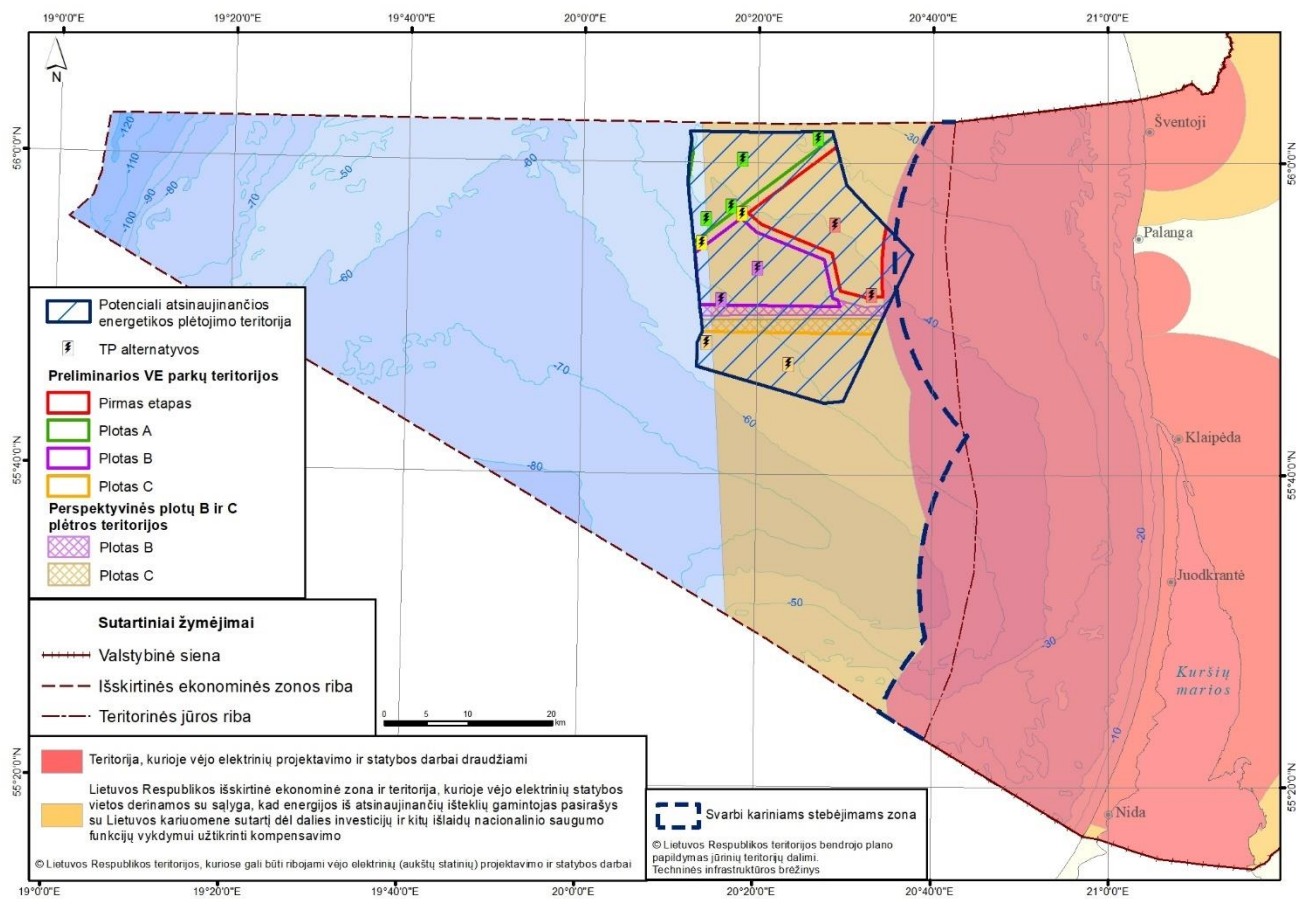 19°0'0"E
19°20'0"E
19°40'0"E
20°0'0"E
20°20'0"E
20°40'0"E
21°0'0"E
N
56°0'0"N
56°0'0"N
-120
-110
-100
-90
-80
-70
-50
-60
-60
-70
-80
-60
-50
-30
-40
-30
-20
-10
Šventoji
Palanga
Klaipėda
Juodkrantė
Kuršių
marios
Nida
55°40'0"N
55°40'0"N
55°20'0"N
55°20'0"N
Potenciali atsinaujinančios
energetikos plėtojimo teritorija
TP alternatyvos
Preliminarios VE parkų teritorijos
Pirmas etapas
Plotas A
Plotas B
Plotas C
Perspektyvinės plotų B ir C
plėtros teritorijos
Plotas B
Plotas C
Sutartiniai žymėjimai
Valstybinė siena
Išskirtinės ekonominės zonos riba
Teritorinės jūros riba
0 5 10 20
km
Teritorija, kurioje vėjo elektrinių projektavimo ir statybos darbai draudžiami
Lietuvos Respublikos išskirtinė ekonominė zona ir teritorija, kurioje vėjo elektrinių statybos
vietos derinamos su sąlyga, kad energijos iš atsinaujinančių išteklių gamintojas pasirašys
su Lietuvos kariuomene sutartį dėl dalies investicijų ir kitų išlaidų nacionalinio saugumo
funkcijų vykdymui užtikrinti kompensavimo
© Lietuvos Respublikos teritorijos, kuriose gali būti ribojami vėjo elektrinių (aukštų statinių) projektavimo ir statybos darbai
Svarbi kariniams stebėjimams zona
© Lietuvos Respublikos teritorijos bendrojo plano
papildymas jūrinių teritorijų dalimi.
Techninės infrastruktūros brėžinys
19°0'0"E
19°20'0"E
19°40'0"E
20°0'0"E
20°20'0"E
20°40'0"E
21°0'0"E